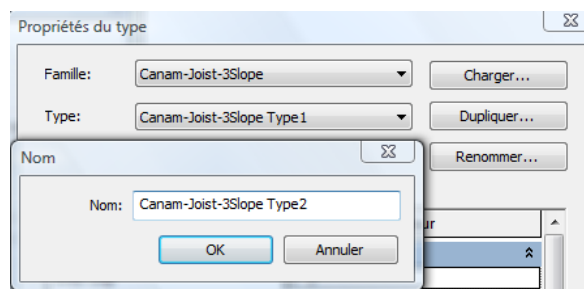 Propriétés du type
Famille: Canam-Joist-3Slope Charger...
Type: Canam-Joist-3Slope Type1 Dupliquer...
Nom Renommer...
Nom: Canam-Joist-3Slope Type2
OK Annuler